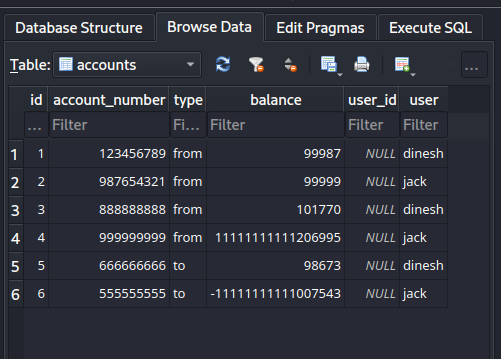 Database Structure Browse Data Edit Pragmas Execute SQL
Table: accounts ...
id account_number type balance user_id user
... Filter Fi... Filter Filter Filter
1 1 123456789 from 99987 NULL dinesh
2 2 987654321 from 99999 NULL jack
3 3 888888888 from 101770 NULL dinesh
4 4 999999999 from 11111111111206995 NULL jack
5 5 666666666 to 98673 NULL dinesh
6 6 555555555 to -11111111111007543 NULL jack